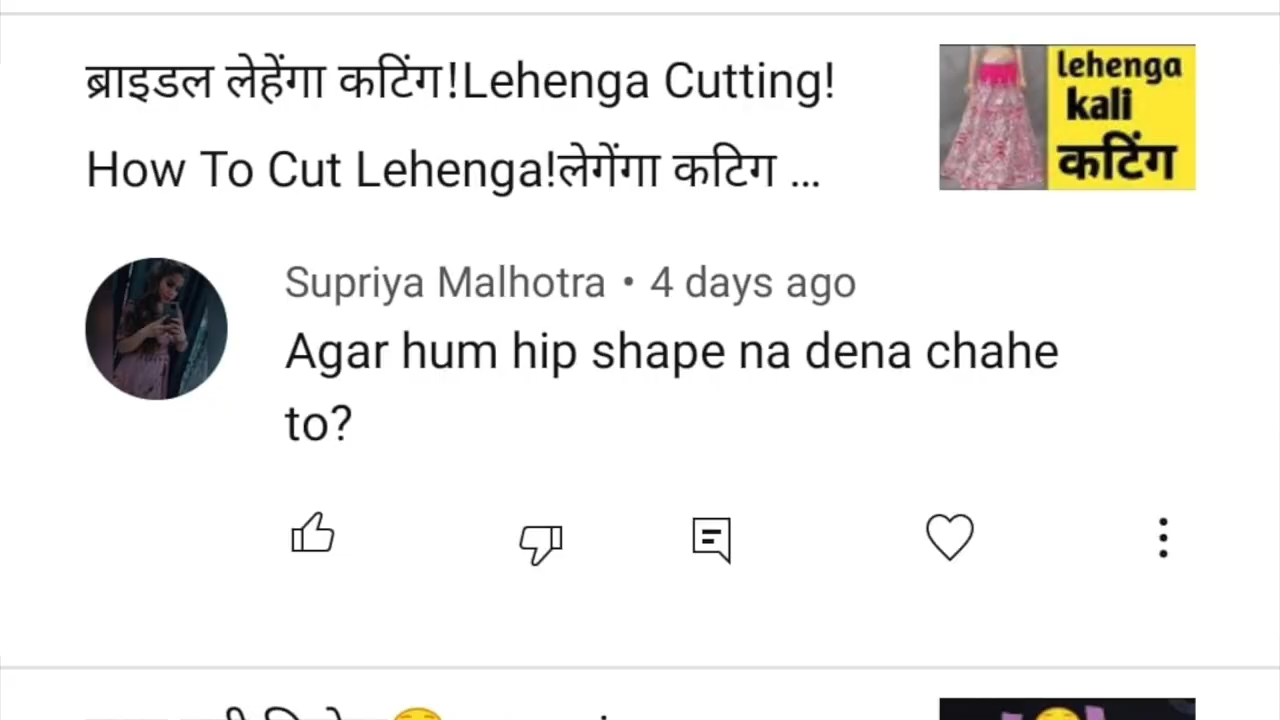 ब्राइडल लेहेंगा कटिंग!Lehenga Cutting!
How To Cut Lehenga!लेगेंगा कटिग ...
lehenga
kali
कटिंग
Supriya Malhotra • 4 days ago
Agar hum hip shape na dena chahe
to?